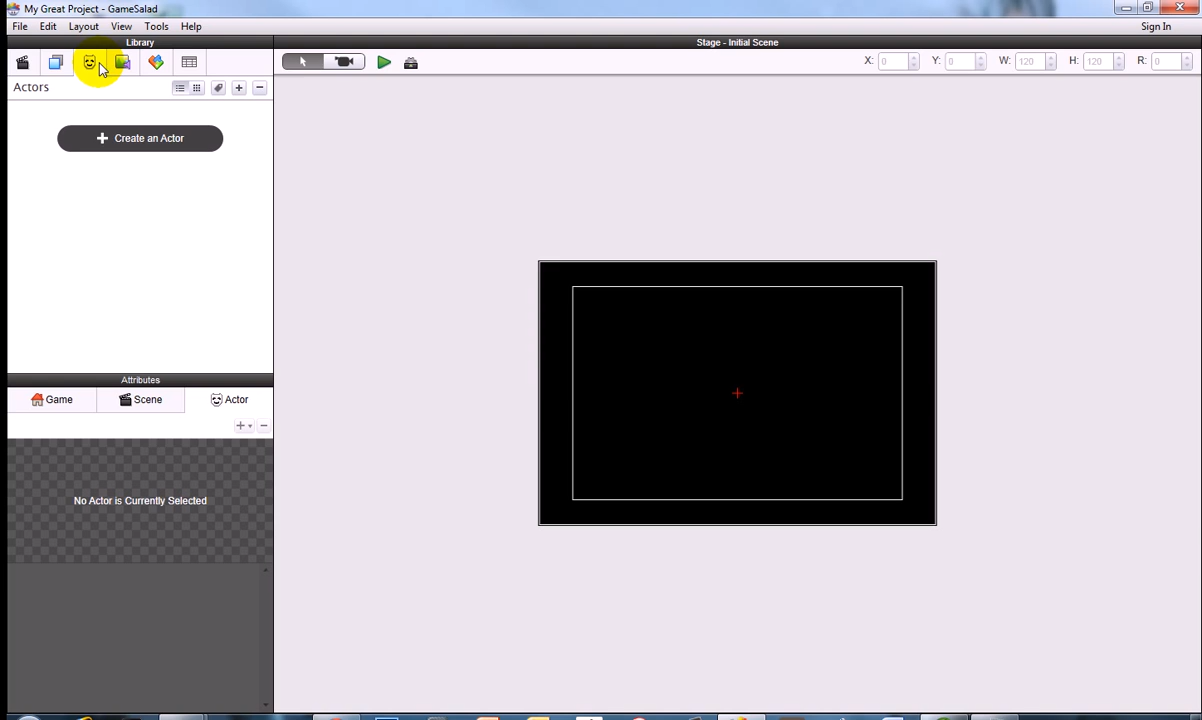 My Great Project - GameSalad
File Edit Layout View Tools Help Sign In
Library
Stage - Initial Scene
X: 0 Y: 0 W: 120 H: 120 R: 0
Actors
Create an Actor
Attributes
Game Scene Actor
No Actor is Currently Selected